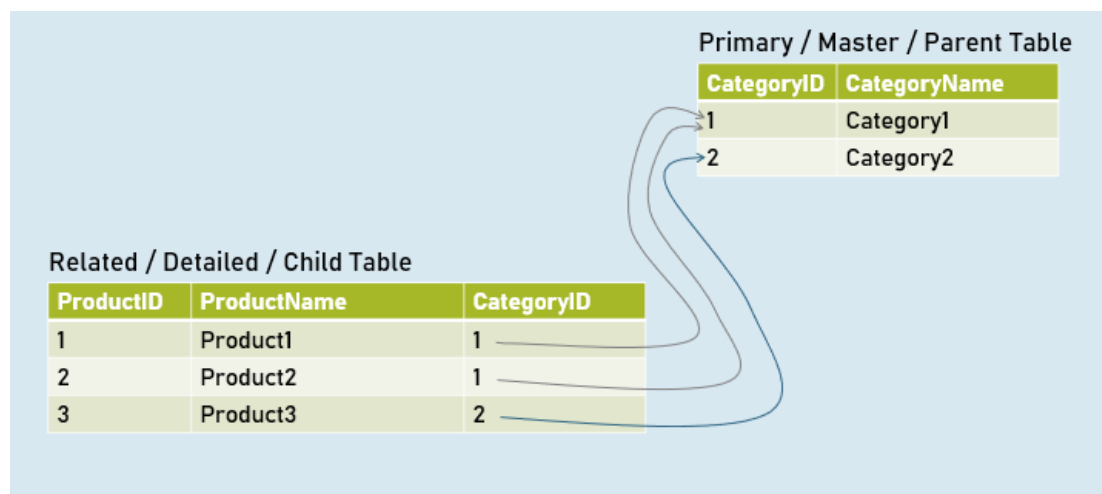 Primary / Master / Parent Table
CategoryID CategoryName
1 Category1
2 Category2
Related / Detailed / Child Table
ProductID ProductName CategoryID
1 Product1 1
2 Product2 1
3 Product3 2